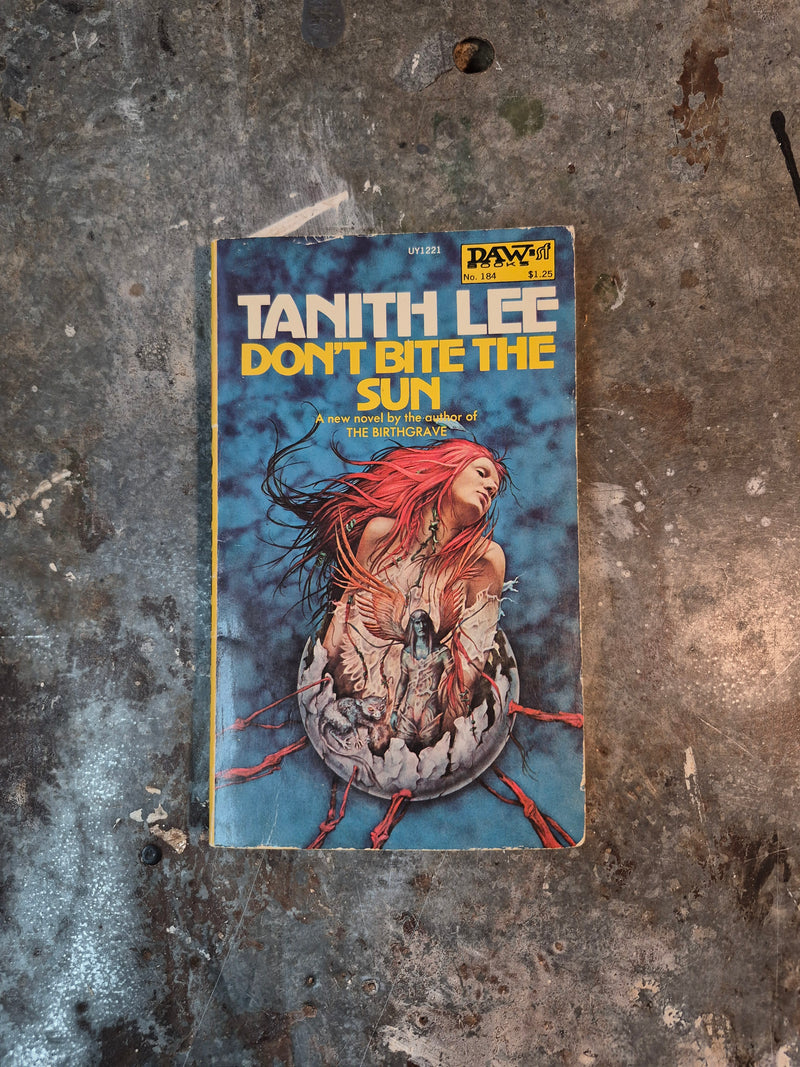 UY1221
DAW sf
BOOKS
No. 184 $1.25
TANITH LEE
DON'T BITE THE
SUN
A new novel by the author of
THE BIRTHGRAVE